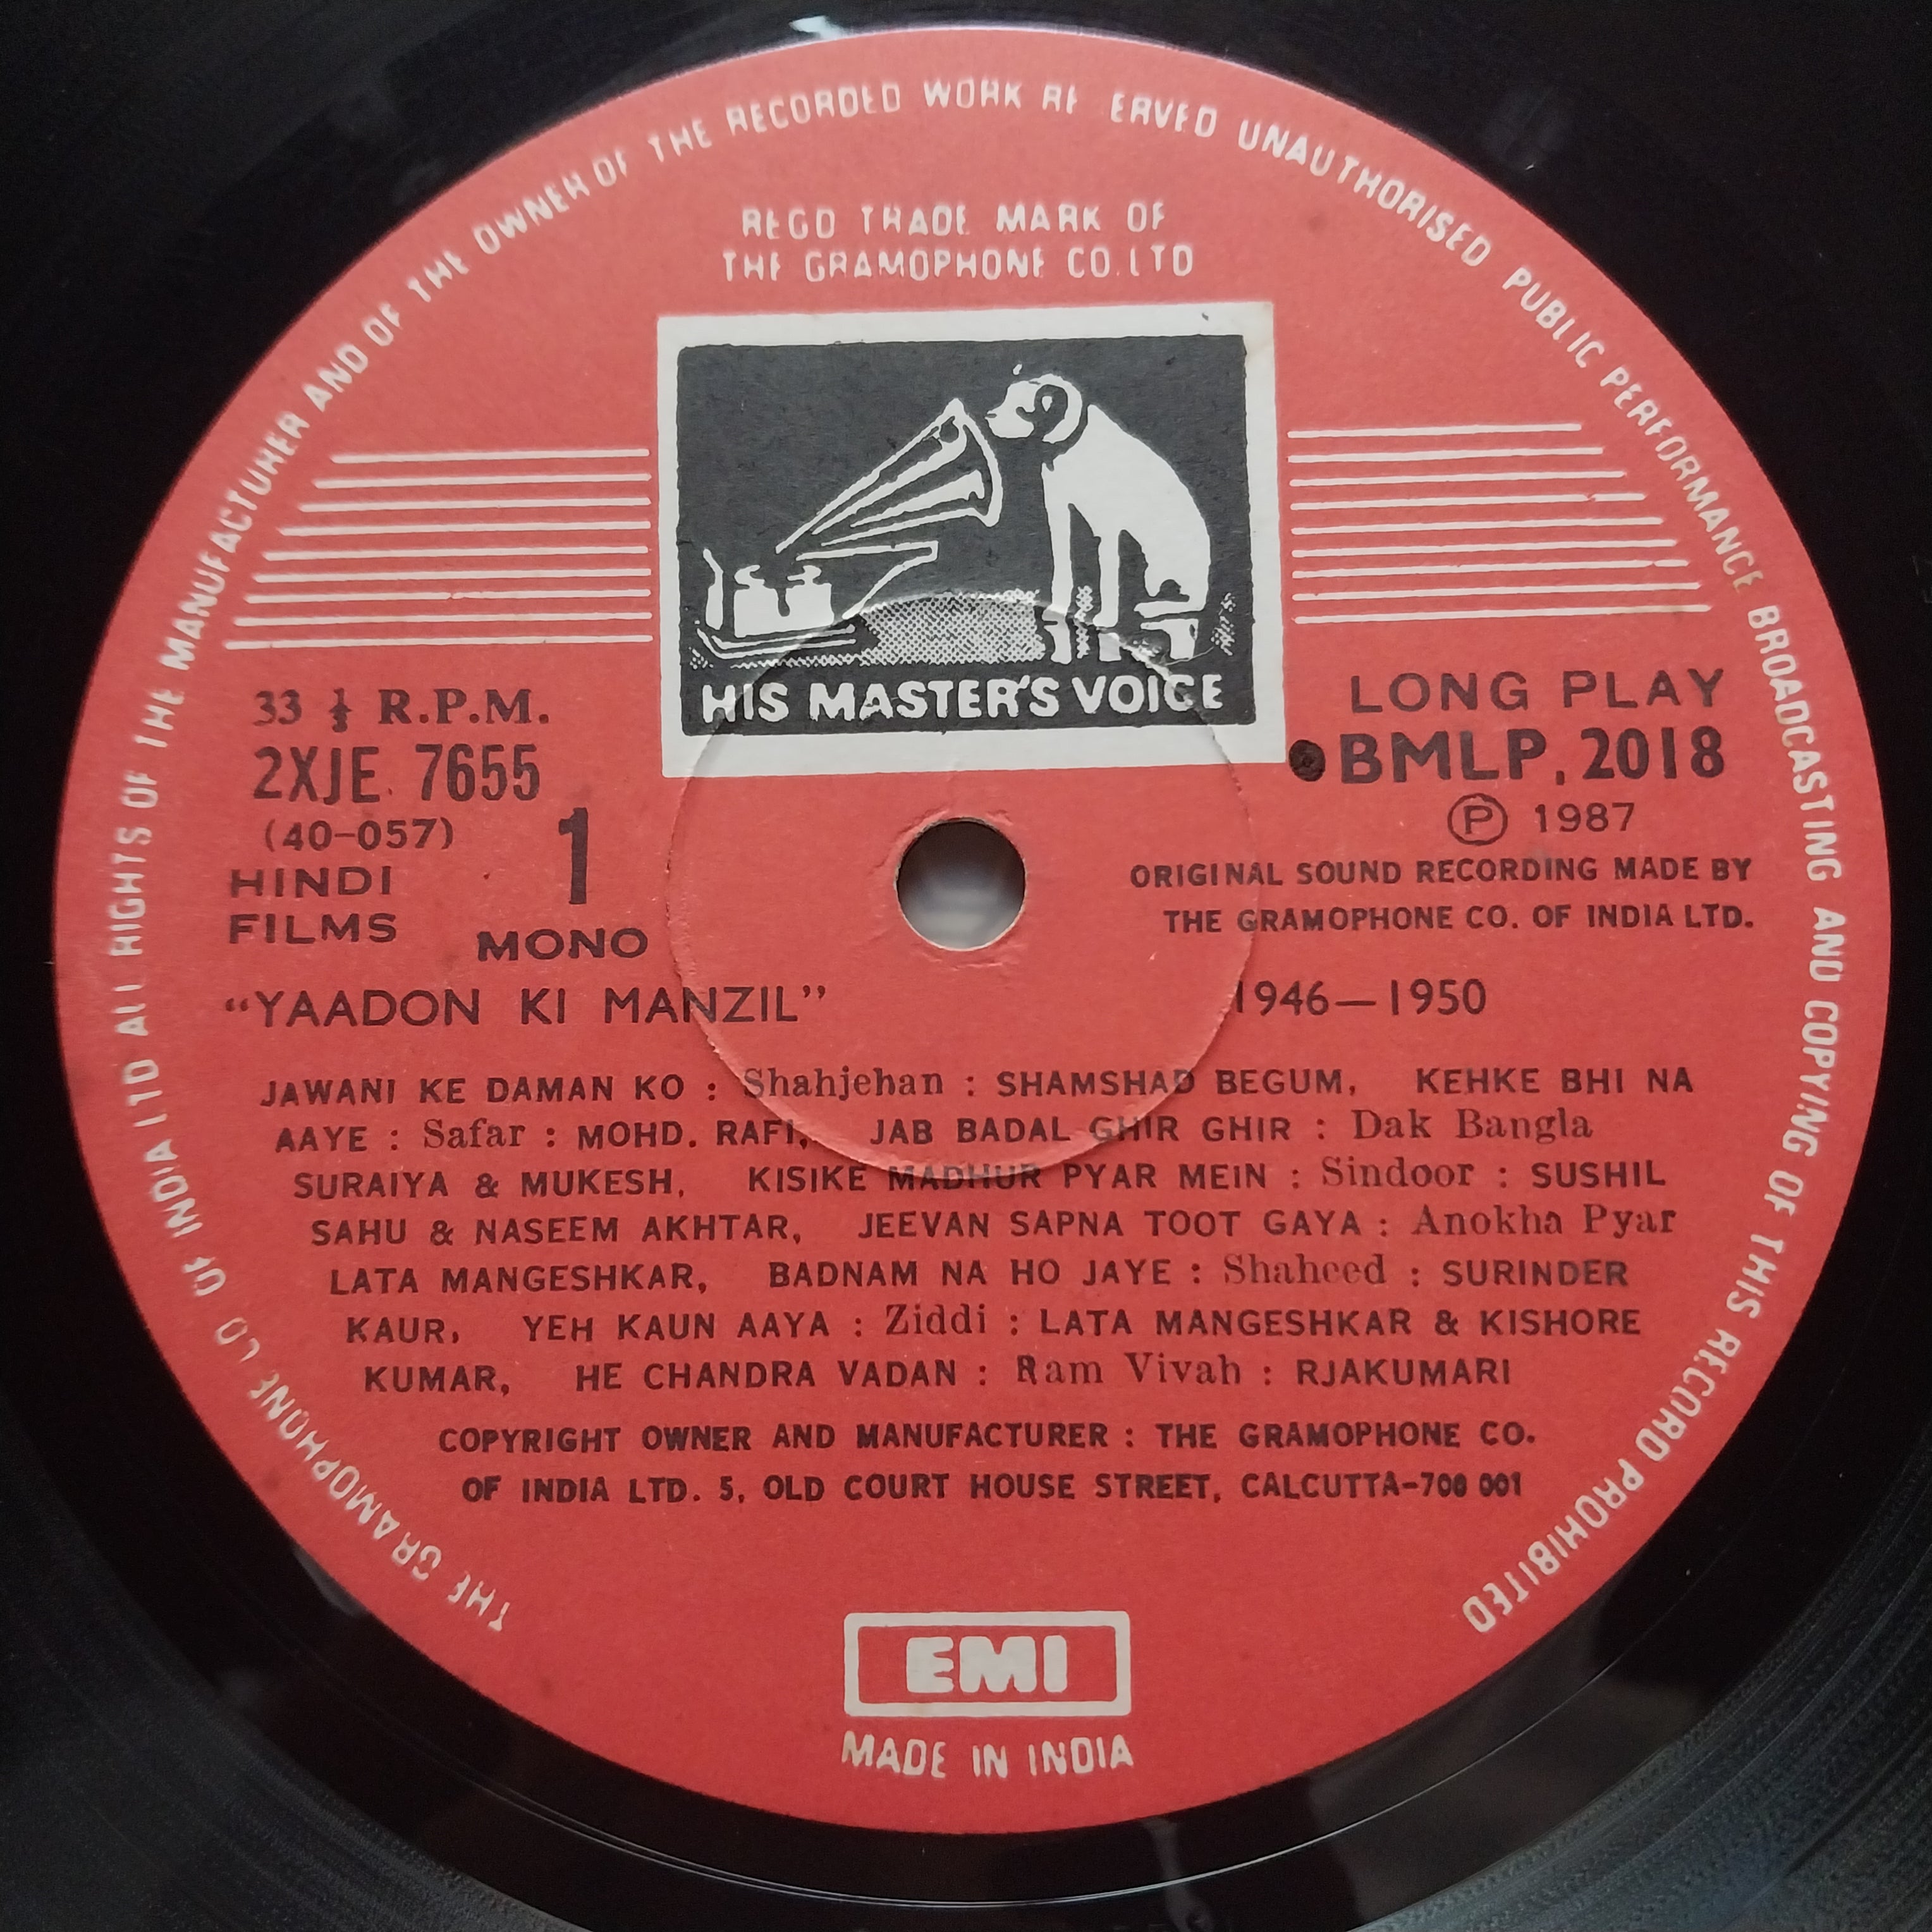 THE GRAMOPHONE CO OF INDIA LTD ALL RIGHTS OF THE MANUFACTURER AND OF THE OWNER OF THE RECORDED WORK RE ERVED UNAUTHORISED PUBLIC PERFORMANCE BROADCASTING AND COPYING OF THIS RECORD PROHIBITED
REGD TRADE MARK OF
THE GRAMOPHONE CO. LTD
HIS MASTER'S VOICE
33 ⅓ R.P.M.
2XJE. 7655
(40-057)
1
HINDI
FILMS
MONO
LONG PLAY
BMLP. 2018
Ⓟ 1987
ORIGINAL SOUND RECORDING MADE BY
THE GRAMOPHONE CO. OF INDIA LTD.
“YAADON KI MANZIL” 1946—1950
JAWANI KE DAMAN KO : Shahjehan : SHAMSHAD BEGUM, KEHKE BHI NA
AAYE : Safar : MOHD. RAFI, JAB BADAL GHIR GHIR : Dak Bangla
SURAIYA & MUKESH, KISIKE MADHUR PYAR MEIN : Sindoor : SUSHIL
SAHU & NASEEM AKHTAR, JEEVAN SAPNA TOOT GAYA : Anokha Pyar
LATA MANGESHKAR, BADNAM NA HO JAYE : Shaheed : SURINDER
KAUR, YEH KAUN AAYA : Ziddi : LATA MANGESHKAR & KISHORE
KUMAR, HE CHANDRA VADAN : Ram Vivah : RJAKUMARI
COPYRIGHT OWNER AND MANUFACTURER : THE GRAMOPHONE CO.
OF INDIA LTD. 5, OLD COURT HOUSE STREET, CALCUTTA-700 001
EMI
MADE IN INDIA